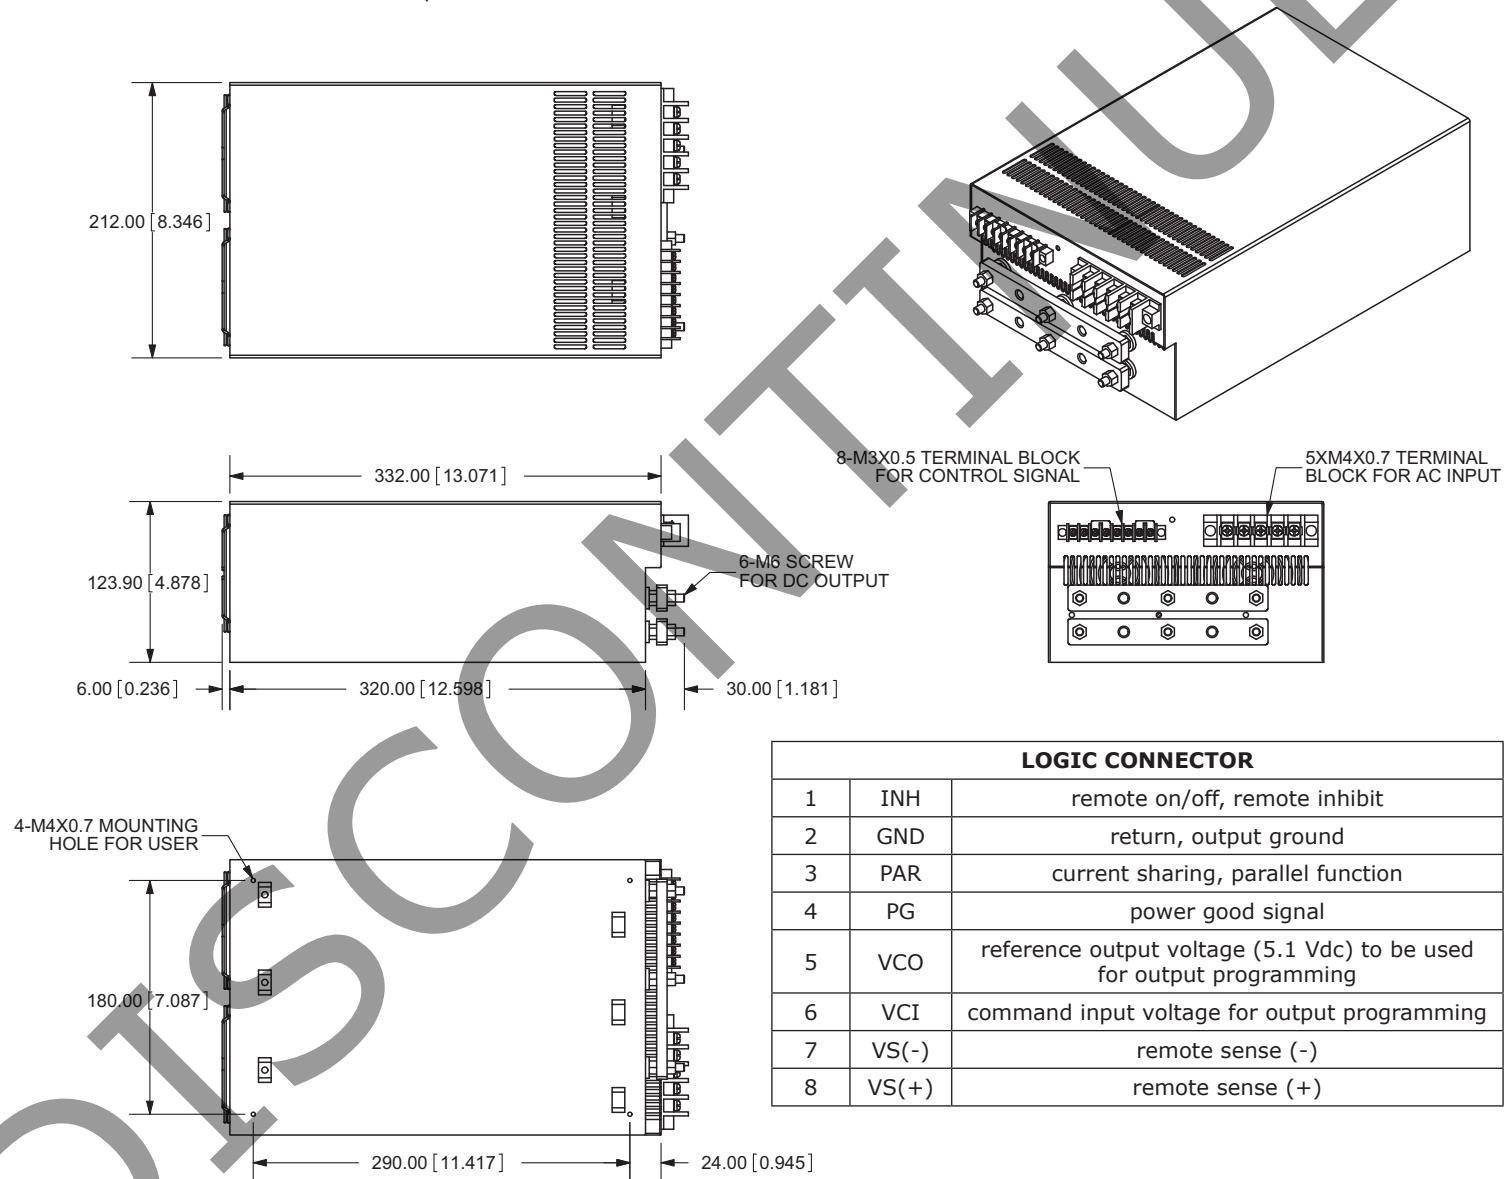 212.00 [8.346]
332.00 [13.071]
8-M3X0.5 TERMINAL BLOCK
FOR CONTROL SIGNAL
5XM4X0.7 TERMINAL
BLOCK FOR AC INPUT
123.90 [4.878]
6-M6 SCREW
FOR DC OUTPUT
6.00 [0.236]
320.00 [12.598]
30.00 [1.181]
4-M4X0.7 MOUNTING
HOLE FOR USER
180.00 [7.087]
290.00 [11.417]
24.00 [0.945]
LOGIC CONNECTOR
1 INH remote on/off, remote inhibit
2 GND return, output ground
3 PAR current sharing, parallel function
4 PG power good signal
5 VCO reference output voltage (5.1 Vdc) to be used
for output programming
6 VCI command input voltage for output programming
7 VS(-) remote sense (-)
8 VS(+) remote sense (+)
DISCONTINUE